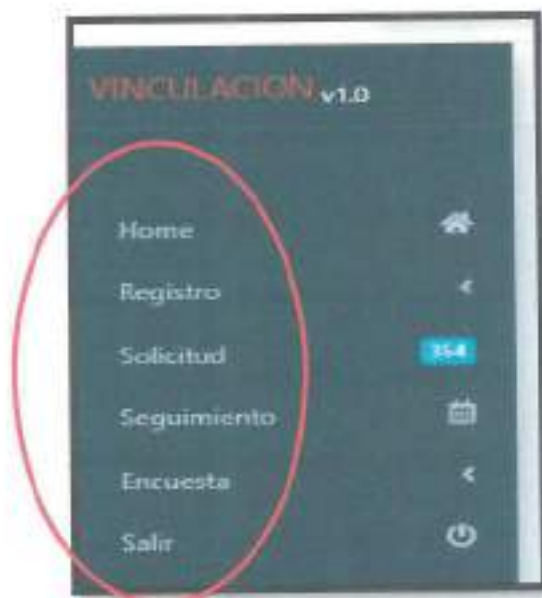 VINCULACION v1.0
Home
Registro
Solicitud
354
Seguimiento
Encuesta
Salir